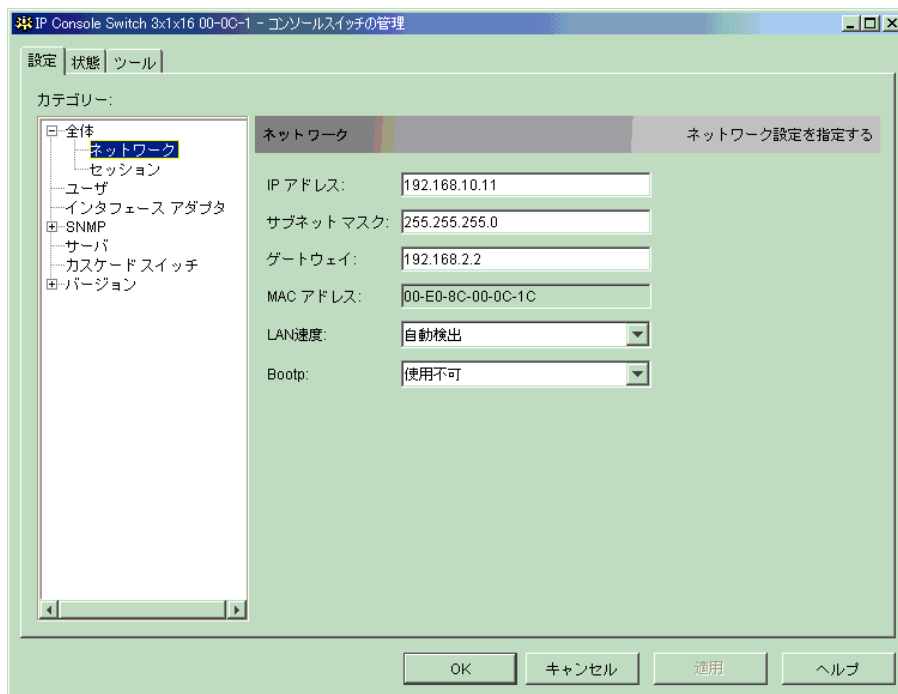 IP Console Switch 3x1x16 00-0C-1 - コンソールスイッチの管理
設定 状態 ツール
カテゴリー:
全体
ネットワーク
セッション
ユーザ
インタフェース アダプタ
SNMP
サーバ
カスケード スイッチ
バージョン
ネットワーク ネットワーク設定を指定する
IP アドレス: 192.168.10.11
サブネット マスク: 255.255.255.0
ゲートウェイ: 192.168.2.2
MAC アドレス: 00-E0-8C-00-0C-1C
LAN速度: 自動検出
Bootp: 使用不可
OK キャンセル 適用 ヘルプ